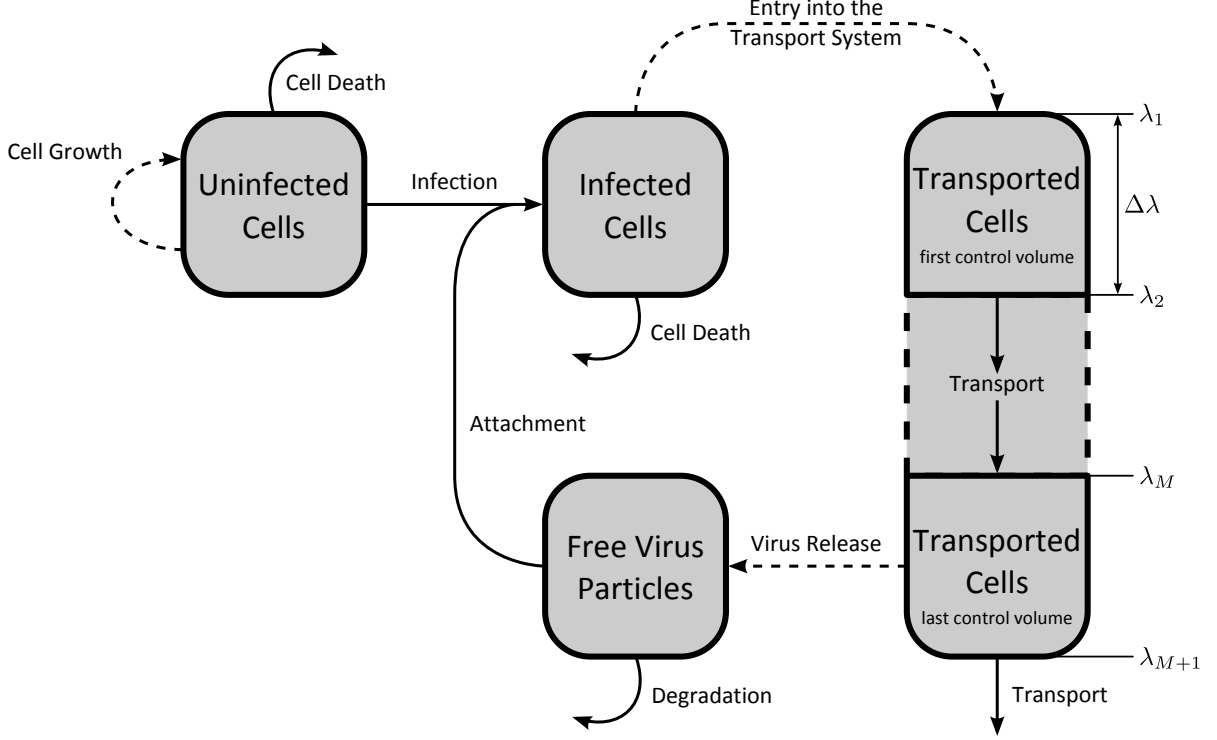 Entry into the
Transport System
Cell Death
Cell Growth
Uninfected
Cells
Infection
Infected
Cells
Transported
Cells
first control volume
λ₁
Δλ
λ₂
Cell Death
Transport
Attachment
λ_M
Free Virus
Particles
Virus Release
Transported
Cells
last control volume
λ_{M+1}
Degradation
Transport